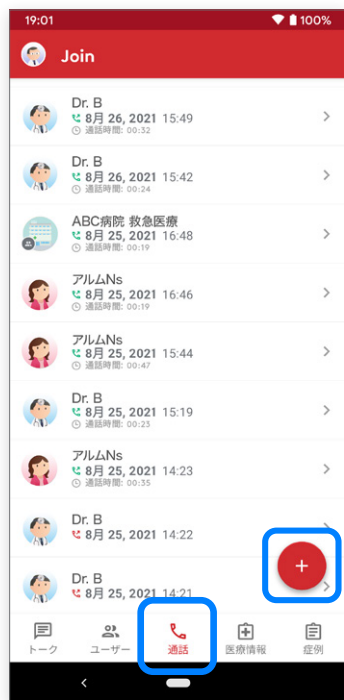 19:01 100%
Join
Dr. B
8月 26, 2021 15:49
通話時間: 00:32
Dr. B
8月 26, 2021 15:42
通話時間: 00:24
ABC病院 救急医療
8月 25, 2021 16:48
通話時間: 00:19
アルムNs
8月 25, 2021 16:46
通話時間: 00:19
アルムNs
8月 25, 2021 15:44
通話時間: 00:47
Dr. B
8月 25, 2021 15:19
通話時間: 00:23
アルムNs
8月 25, 2021 14:23
通話時間: 00:35
Dr. B
8月 25, 2021 14:22
Dr. B
8月 25, 2021 14:21
トーク ユーザー 通話 医療情報 症例